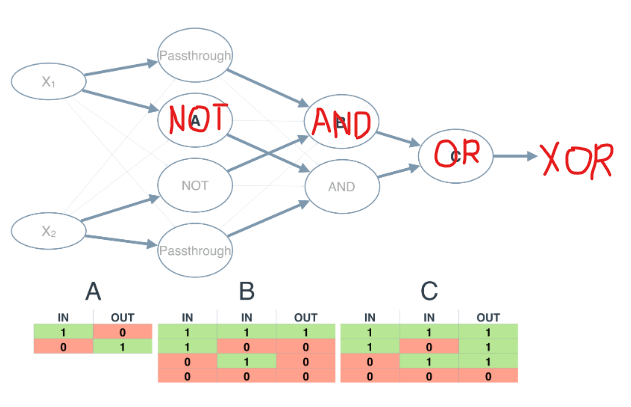 Passthrough
X1
NOT
A
AND
B
OR
C
XOR
NOT
AND
X2
Passthrough
A
B
C
IN OUT
IN IN OUT
IN IN OUT
1 0
1 1 1
1 1 1
0 1
1 0 0
1 0 1
0 1 0
0 1 1
0 0 0
0 0 0